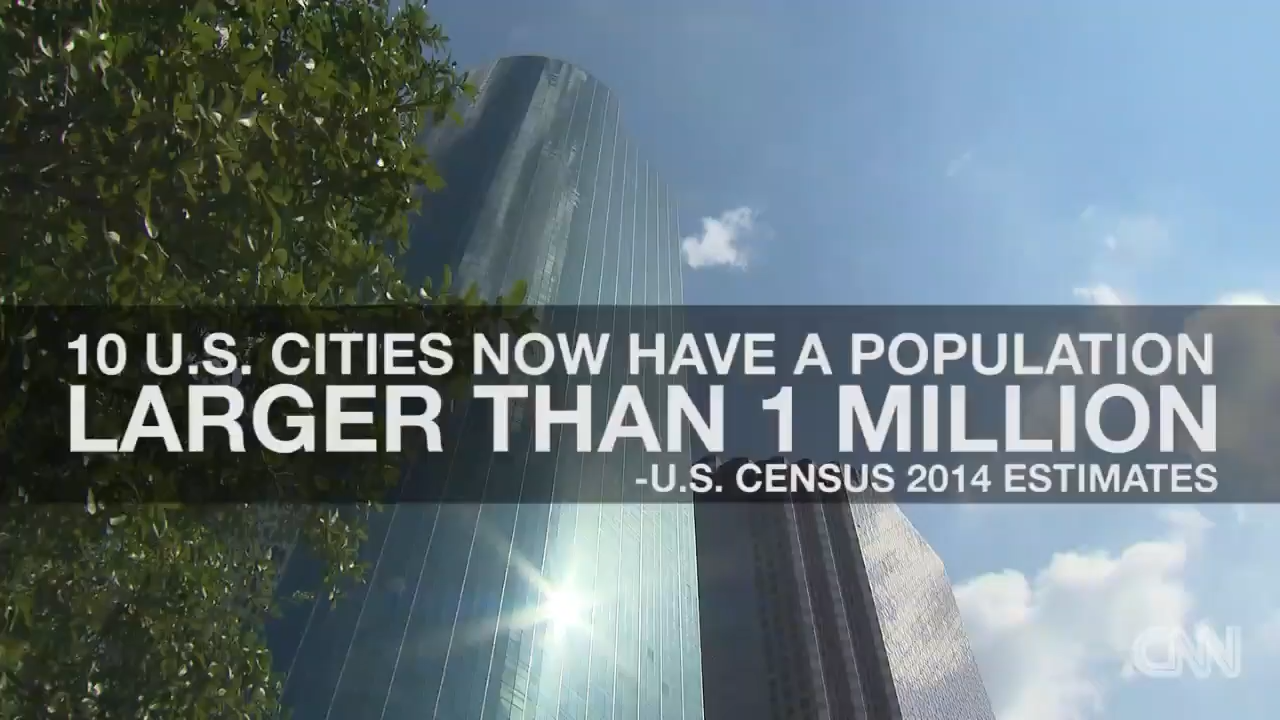 10 U.S. CITIES NOW HAVE A POPULATION
LARGER THAN 1 MILLION
-U.S. CENSUS 2014 ESTIMATES
CNN